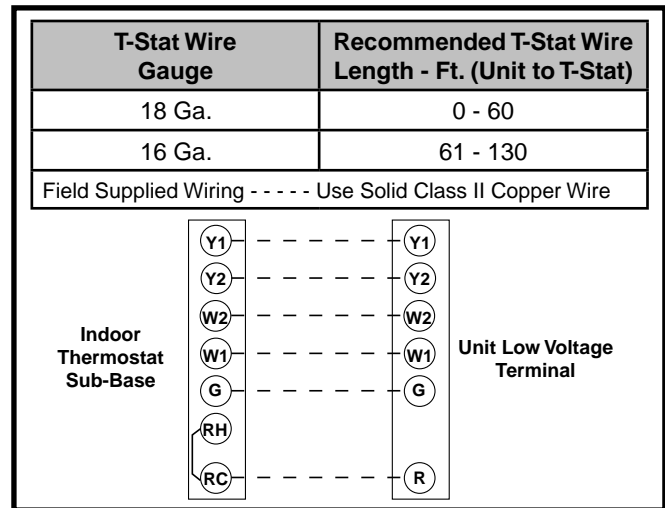 T-Stat Wire Gauge
Recommended T-Stat Wire Length - Ft. (Unit to T-Stat)
18 Ga.
0 - 60
16 Ga.
61 - 130
Field Supplied Wiring - - - - - Use Solid Class II Copper Wire
Y1 Y1
Y2 Y2
W2 W2
Indoor
Thermostat
Sub-Base
W1 W1
Unit Low Voltage
Terminal
G G
RH
RC R